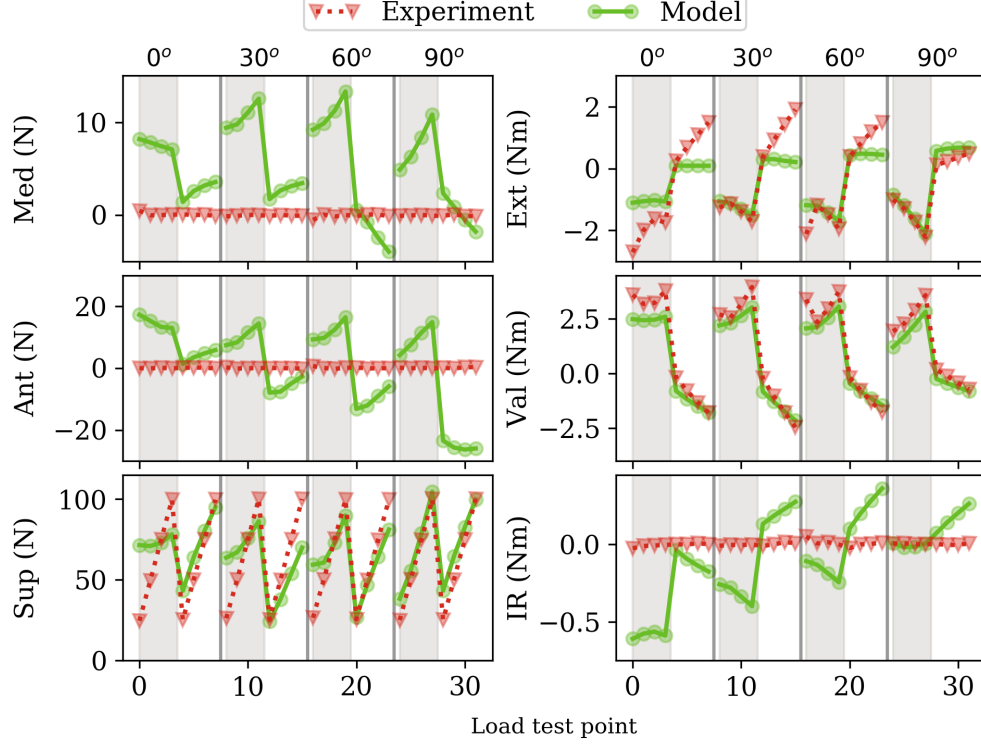 Experiment Model
0° 30° 60° 90° 0° 30° 60° 90°
Med (N)
10
0
Ext (Nm)
2
0
−2
Ant (N)
20
0
−20
Val (Nm)
2.5
0.0
−2.5
Sup (N)
100
50
0
IR (Nm)
0.0
−0.5
0 10 20 30 0 10 20 30
Load test point